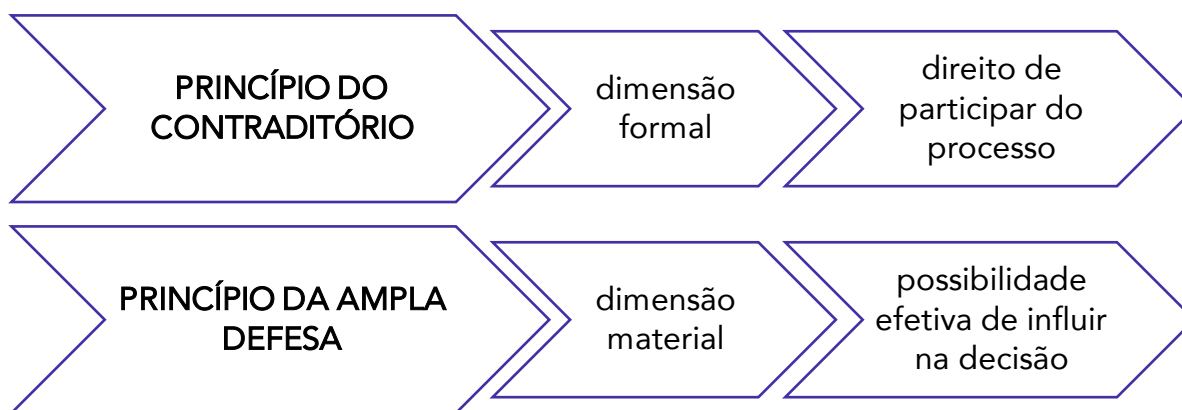 PRINCÍPIO DO
CONTRADITÓRIO
dimensão
formal
direito de
participar do
processo
PRINCÍPIO DA AMPLA
DEFESA
dimensão
material
possibilidade
efetiva de influir
na decisão